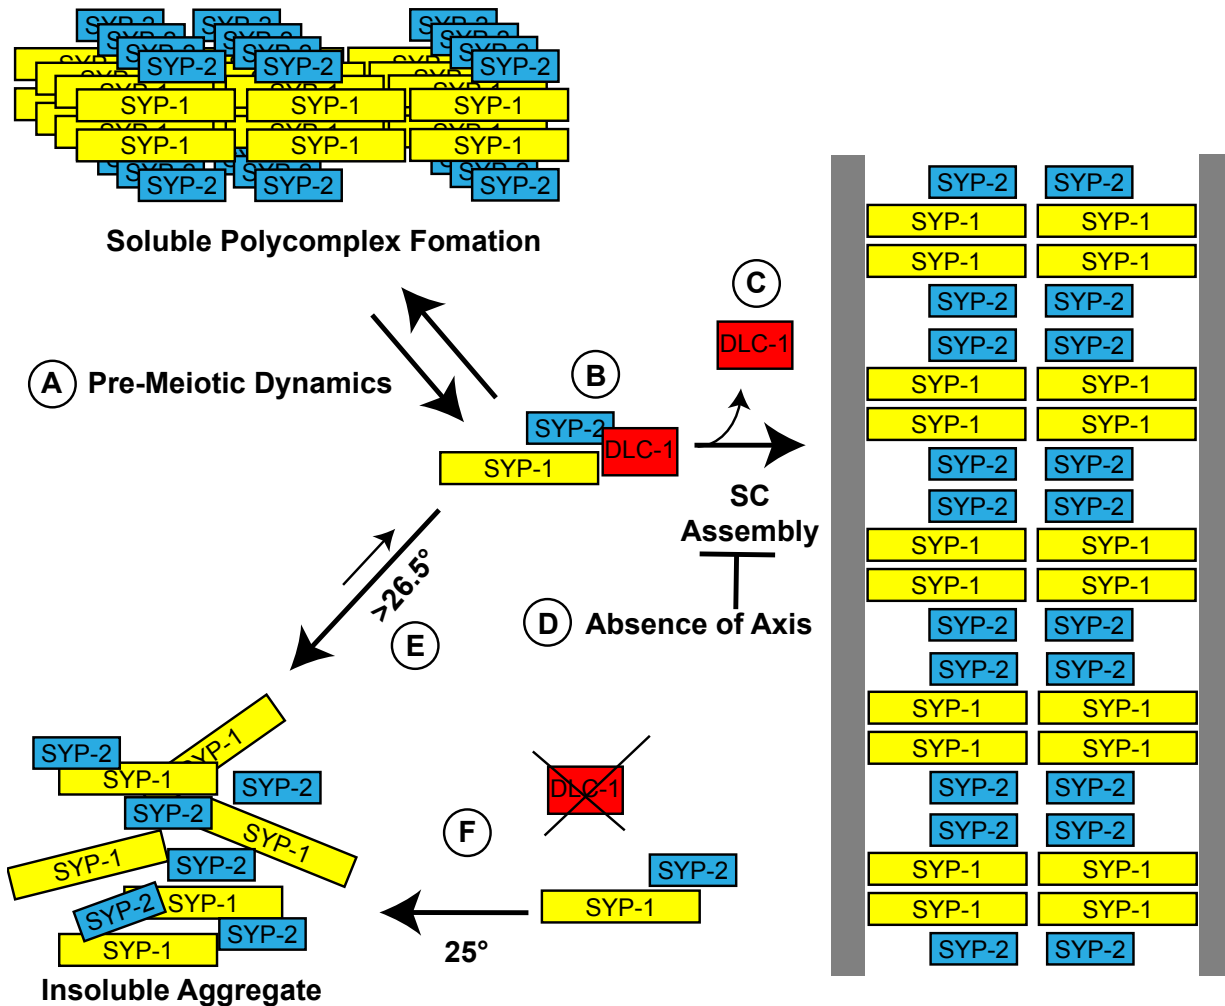 SYP-2 SYP-2 SYP-2
SYP-2 SYP-2 SYP-2
SYP-1 SYP-1 SYP-1
SYP-1 SYP-1 SYP-1
SYP-2 SYP-2 SYP-2
Soluble Polycomplex Fomation
A Pre-Meiotic Dynamics
B
SYP-2
SYP-1
DLC-1
C
DLC-1
SC
Assembly
D Absence of Axis
>26.5°
E
SYP-1
SYP-2
SYP-1
SYP-2
SYP-2
SYP-1
SYP-1
SYP-2
SYP-2
SYP-1
SYP-2
SYP-1
Insoluble Aggregate
F
25°
DLC-1
SYP-2
SYP-1
SYP-2 SYP-2
SYP-1 SYP-1
SYP-1 SYP-1
SYP-2 SYP-2
SYP-2 SYP-2
SYP-1 SYP-1
SYP-1 SYP-1
SYP-2 SYP-2
SYP-2 SYP-2
SYP-1 SYP-1
SYP-1 SYP-1
SYP-2 SYP-2
SYP-2 SYP-2
SYP-1 SYP-1
SYP-1 SYP-1
SYP-2 SYP-2
SYP-2 SYP-2
SYP-1 SYP-1
SYP-1 SYP-1
SYP-2 SYP-2